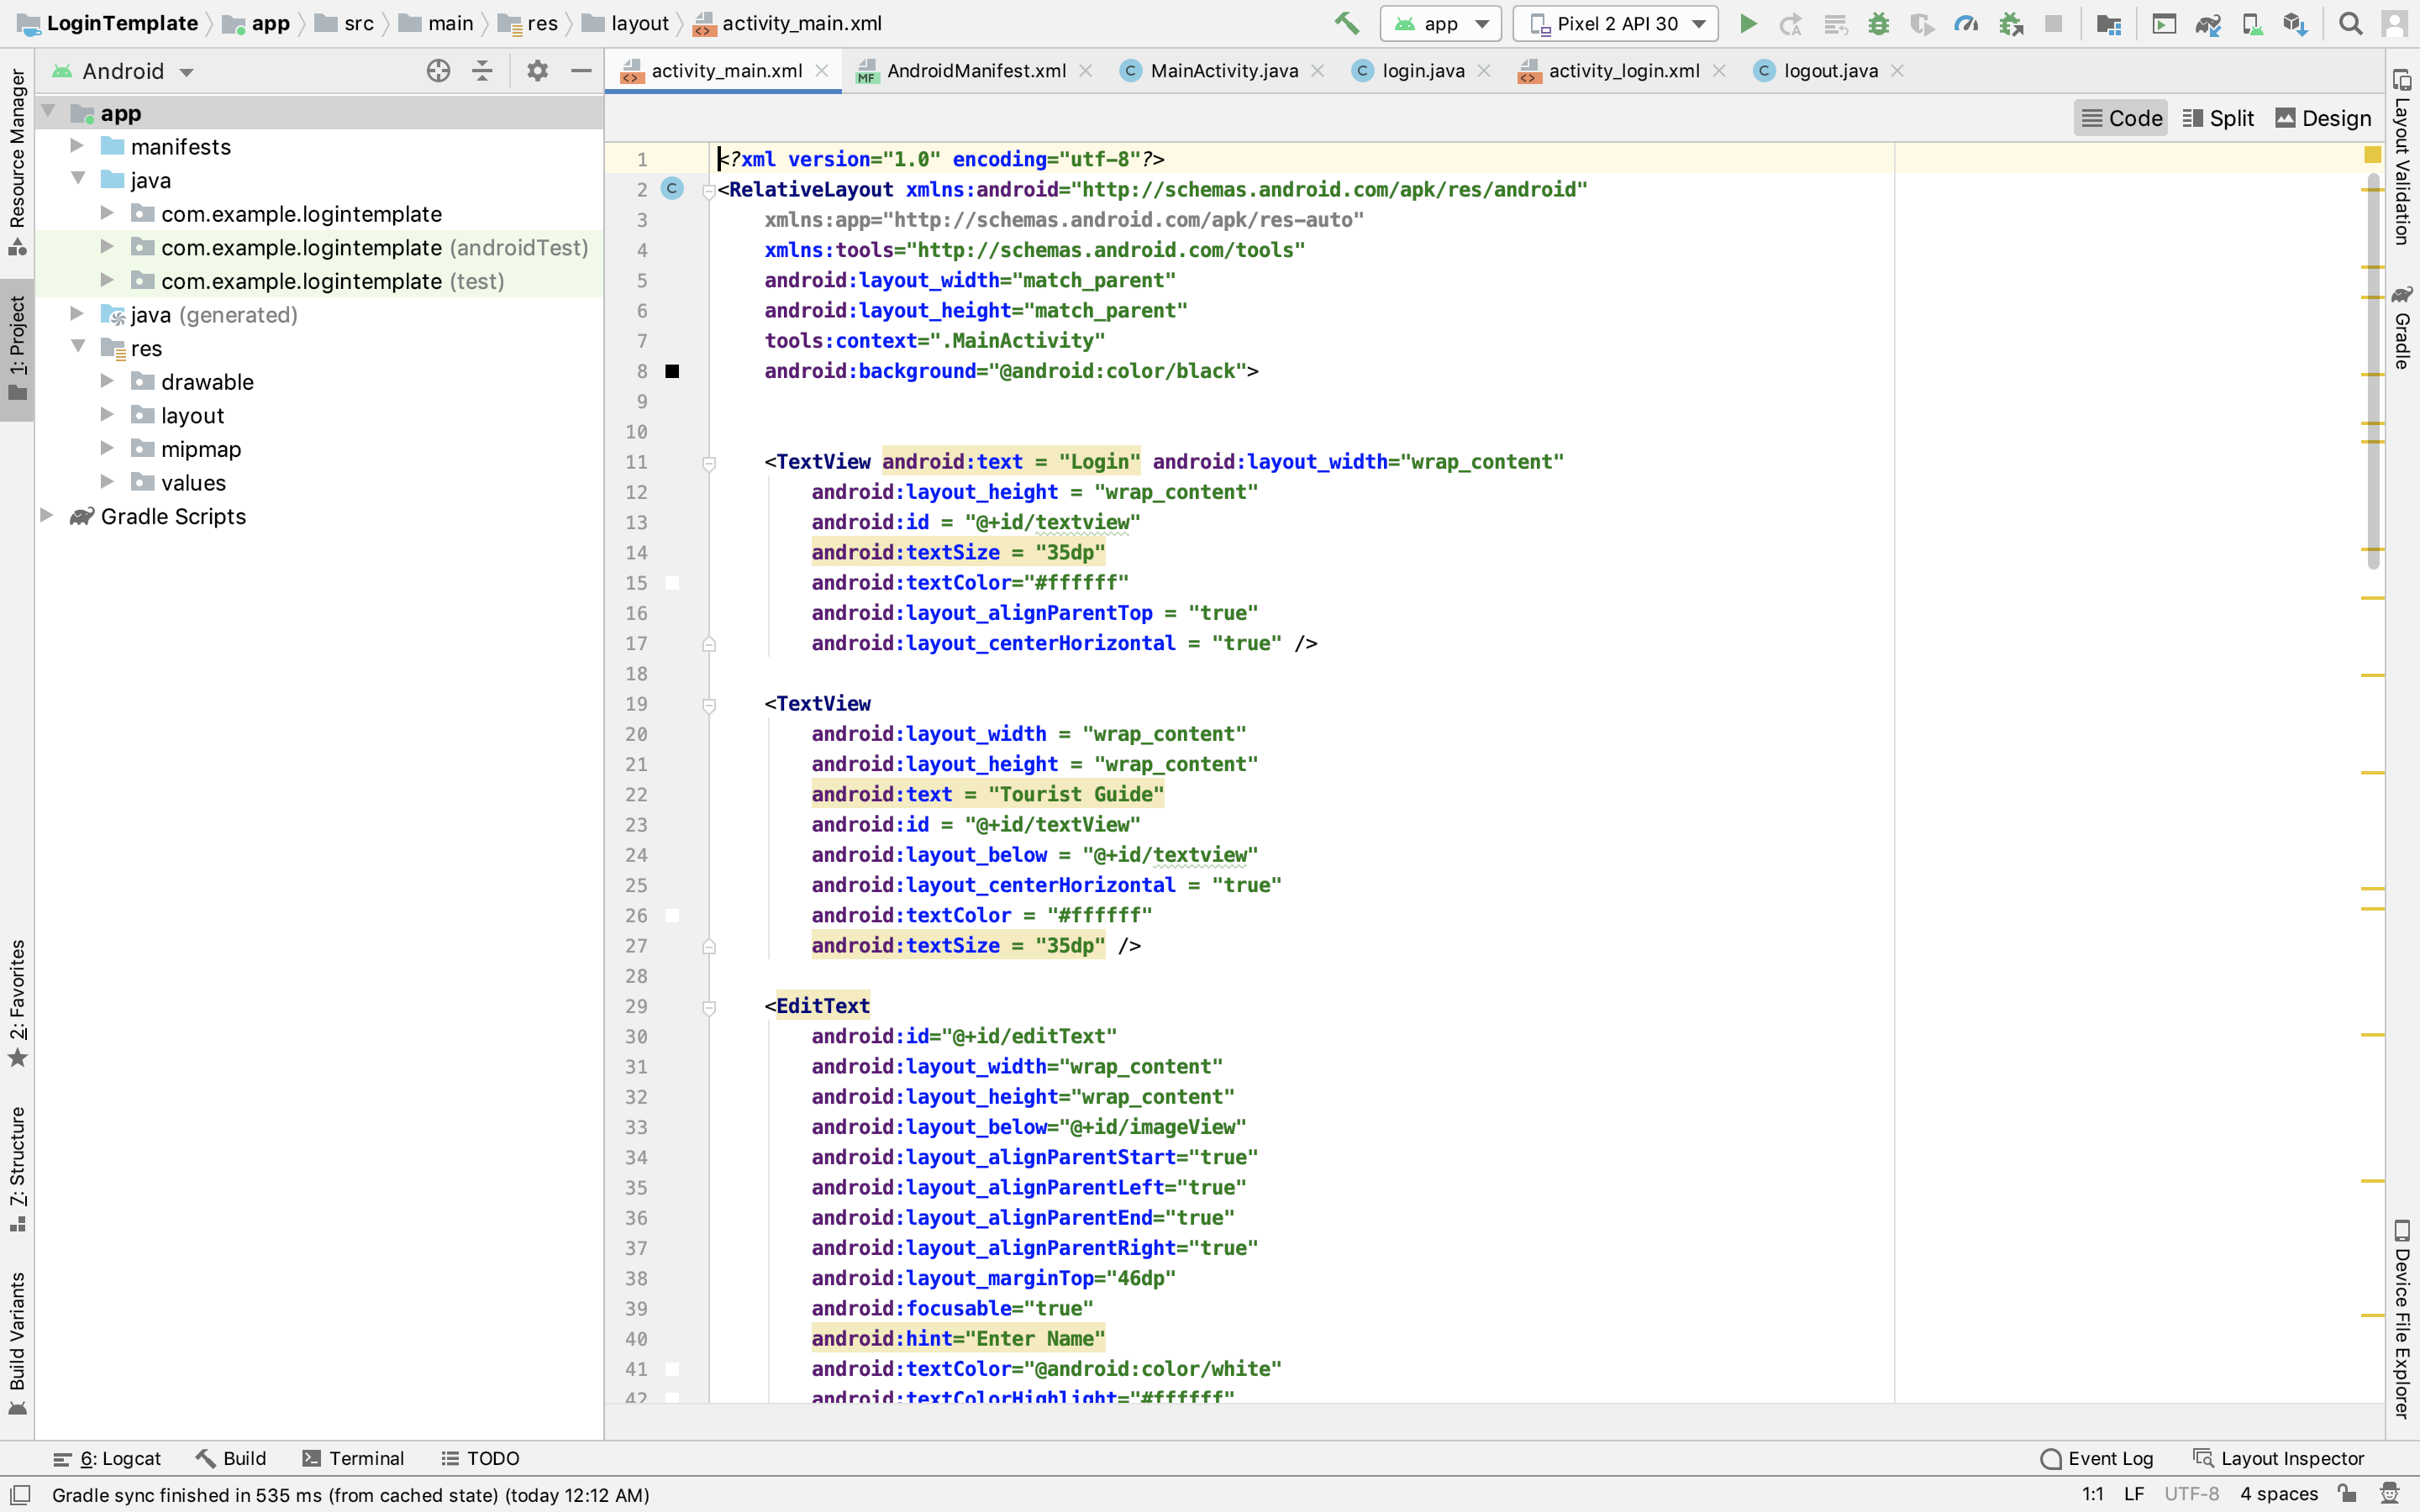 LoginTemplate app src main res layout activity_main.xml app Pixel 2 API 30
Android
activity_main.xml AndroidManifest.xml MainActivity.java login.java activity_login.xml logout.java
Code Split Design
Resource Manager
1: Project
2: Favorites
7: Structure
Build Variants
app
manifests
java
com.example.logintemplate
com.example.logintemplate (androidTest)
com.example.logintemplate (test)
java (generated)
res
drawable
layout
mipmap
values
Gradle Scripts
1 <?xml version="1.0" encoding="utf-8"?>
2 <RelativeLayout xmlns:android="http://schemas.android.com/apk/res/android"
3 xmlns:app="http://schemas.android.com/apk/res-auto"
4 xmlns:tools="http://schemas.android.com/tools"
5 android:layout_width="match_parent"
6 android:layout_height="match_parent"
7 tools:context=".MainActivity"
8 android:background="@android:color/black">
9
10
11 <TextView android:text = "Login" android:layout_width="wrap_content"
12 android:layout_height = "wrap_content"
13 android:id = "@+id/textview"
14 android:textSize = "35dp"
15 android:textColor="#ffffff"
16 android:layout_alignParentTop = "true"
17 android:layout_centerHorizontal = "true" />
18
19 <TextView
20 android:layout_width = "wrap_content"
21 android:layout_height = "wrap_content"
22 android:text = "Tourist Guide"
23 android:id = "@+id/textView"
24 android:layout_below = "@+id/textview"
25 android:layout_centerHorizontal = "true"
26 android:textColor = "#ffffff"
27 android:textSize = "35dp" />
28
29 <EditText
30 android:id="@+id/editText"
31 android:layout_width="wrap_content"
32 android:layout_height="wrap_content"
33 android:layout_below="@+id/imageView"
34 android:layout_alignParentStart="true"
35 android:layout_alignParentLeft="true"
36 android:layout_alignParentEnd="true"
37 android:layout_alignParentRight="true"
38 android:layout_marginTop="46dp"
39 android:focusable="true"
40 android:hint="Enter Name"
41 android:textColor="@android:color/white"
42 android:textColorHighlight="#ffffff"
Layout Validation
Gradle
Device File Explorer
6: Logcat Build Terminal TODO Event Log Layout Inspector
Gradle sync finished in 535 ms (from cached state) (today 12:12 AM) 1:1 LF UTF-8 4 spaces